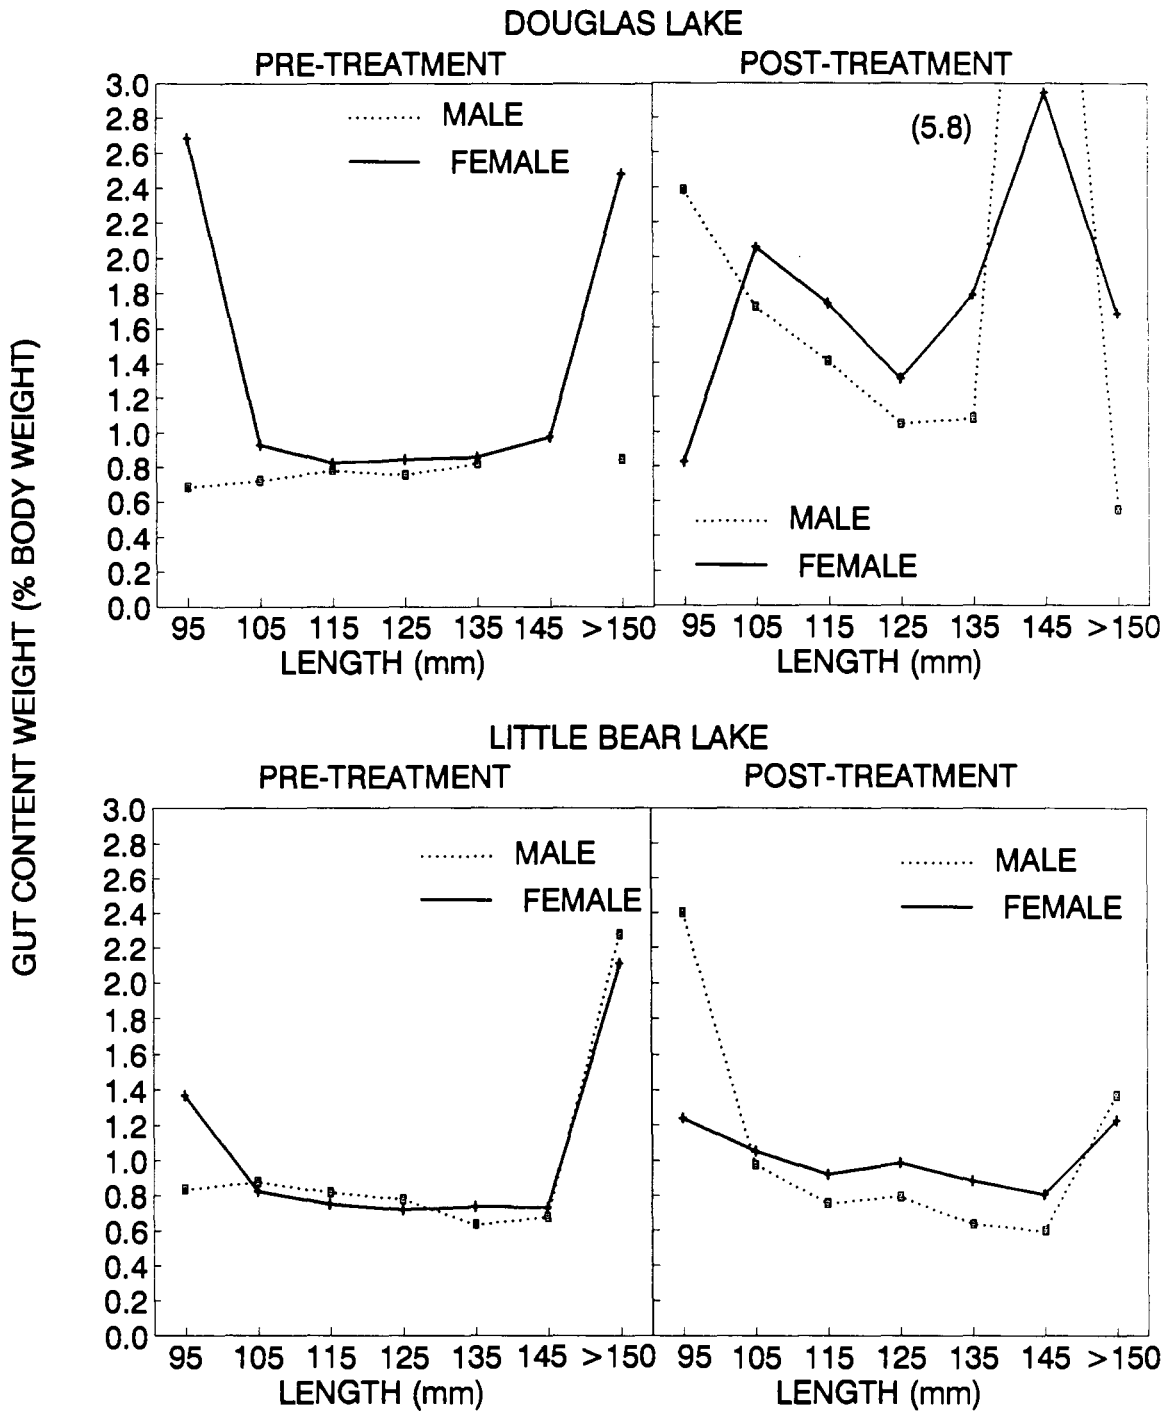 DOUGLAS LAKE
PRE-TREATMENT
POST-TREATMENT
GUT CONTENT WEIGHT (% BODY WEIGHT)
3.0
2.8
2.6
2.4
2.2
2.0
1.8
1.6
1.4
1.2
1.0
0.8
0.6
0.4
0.2
0.0
MALE
FEMALE
95 105 115 125 135 145 >150
LENGTH (mm)
(5.8)
MALE
FEMALE
95 105 115 125 135 145 >150
LENGTH (mm)
LITTLE BEAR LAKE
PRE-TREATMENT
POST-TREATMENT
3.0
2.8
2.6
2.4
2.2
2.0
1.8
1.6
1.4
1.2
1.0
0.8
0.6
0.4
0.2
0.0
MALE
FEMALE
95 105 115 125 135 145 >150
LENGTH (mm)
MALE
FEMALE
95 105 115 125 135 145 >150
LENGTH (mm)